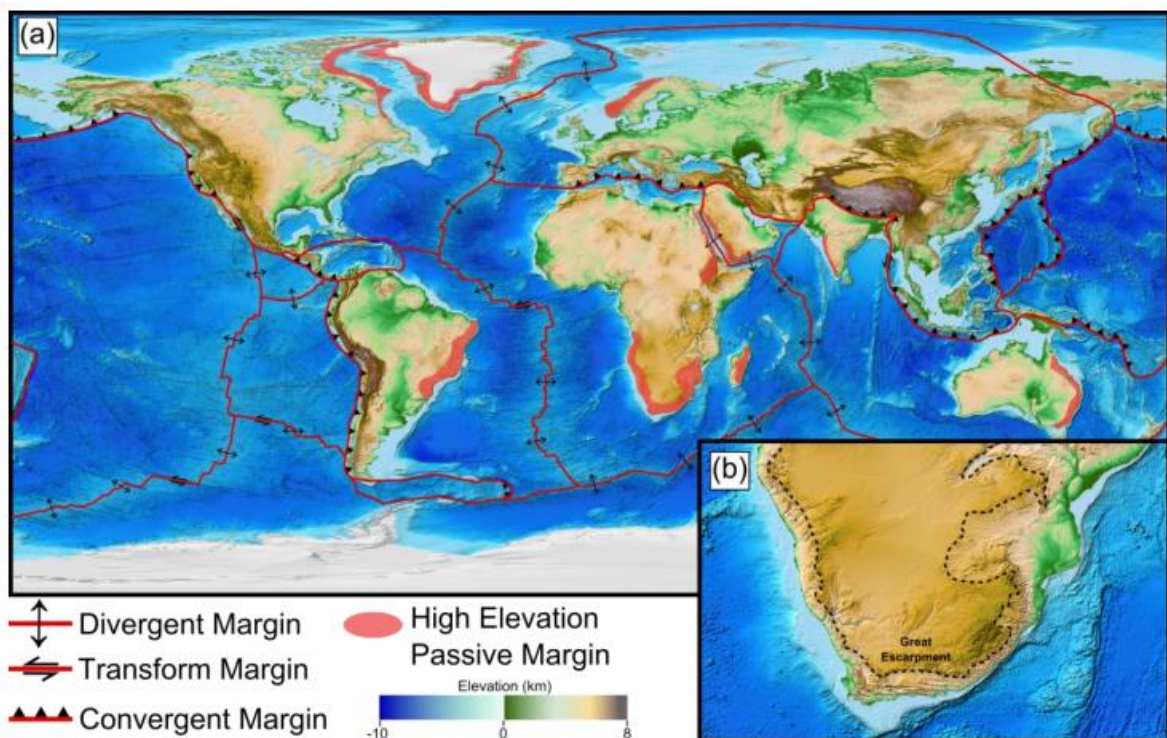 (a)
(b)
Great
Escarpment
Divergent Margin
Transform Margin
Convergent Margin
High Elevation
Passive Margin
Elevation (km)
-10 0 8